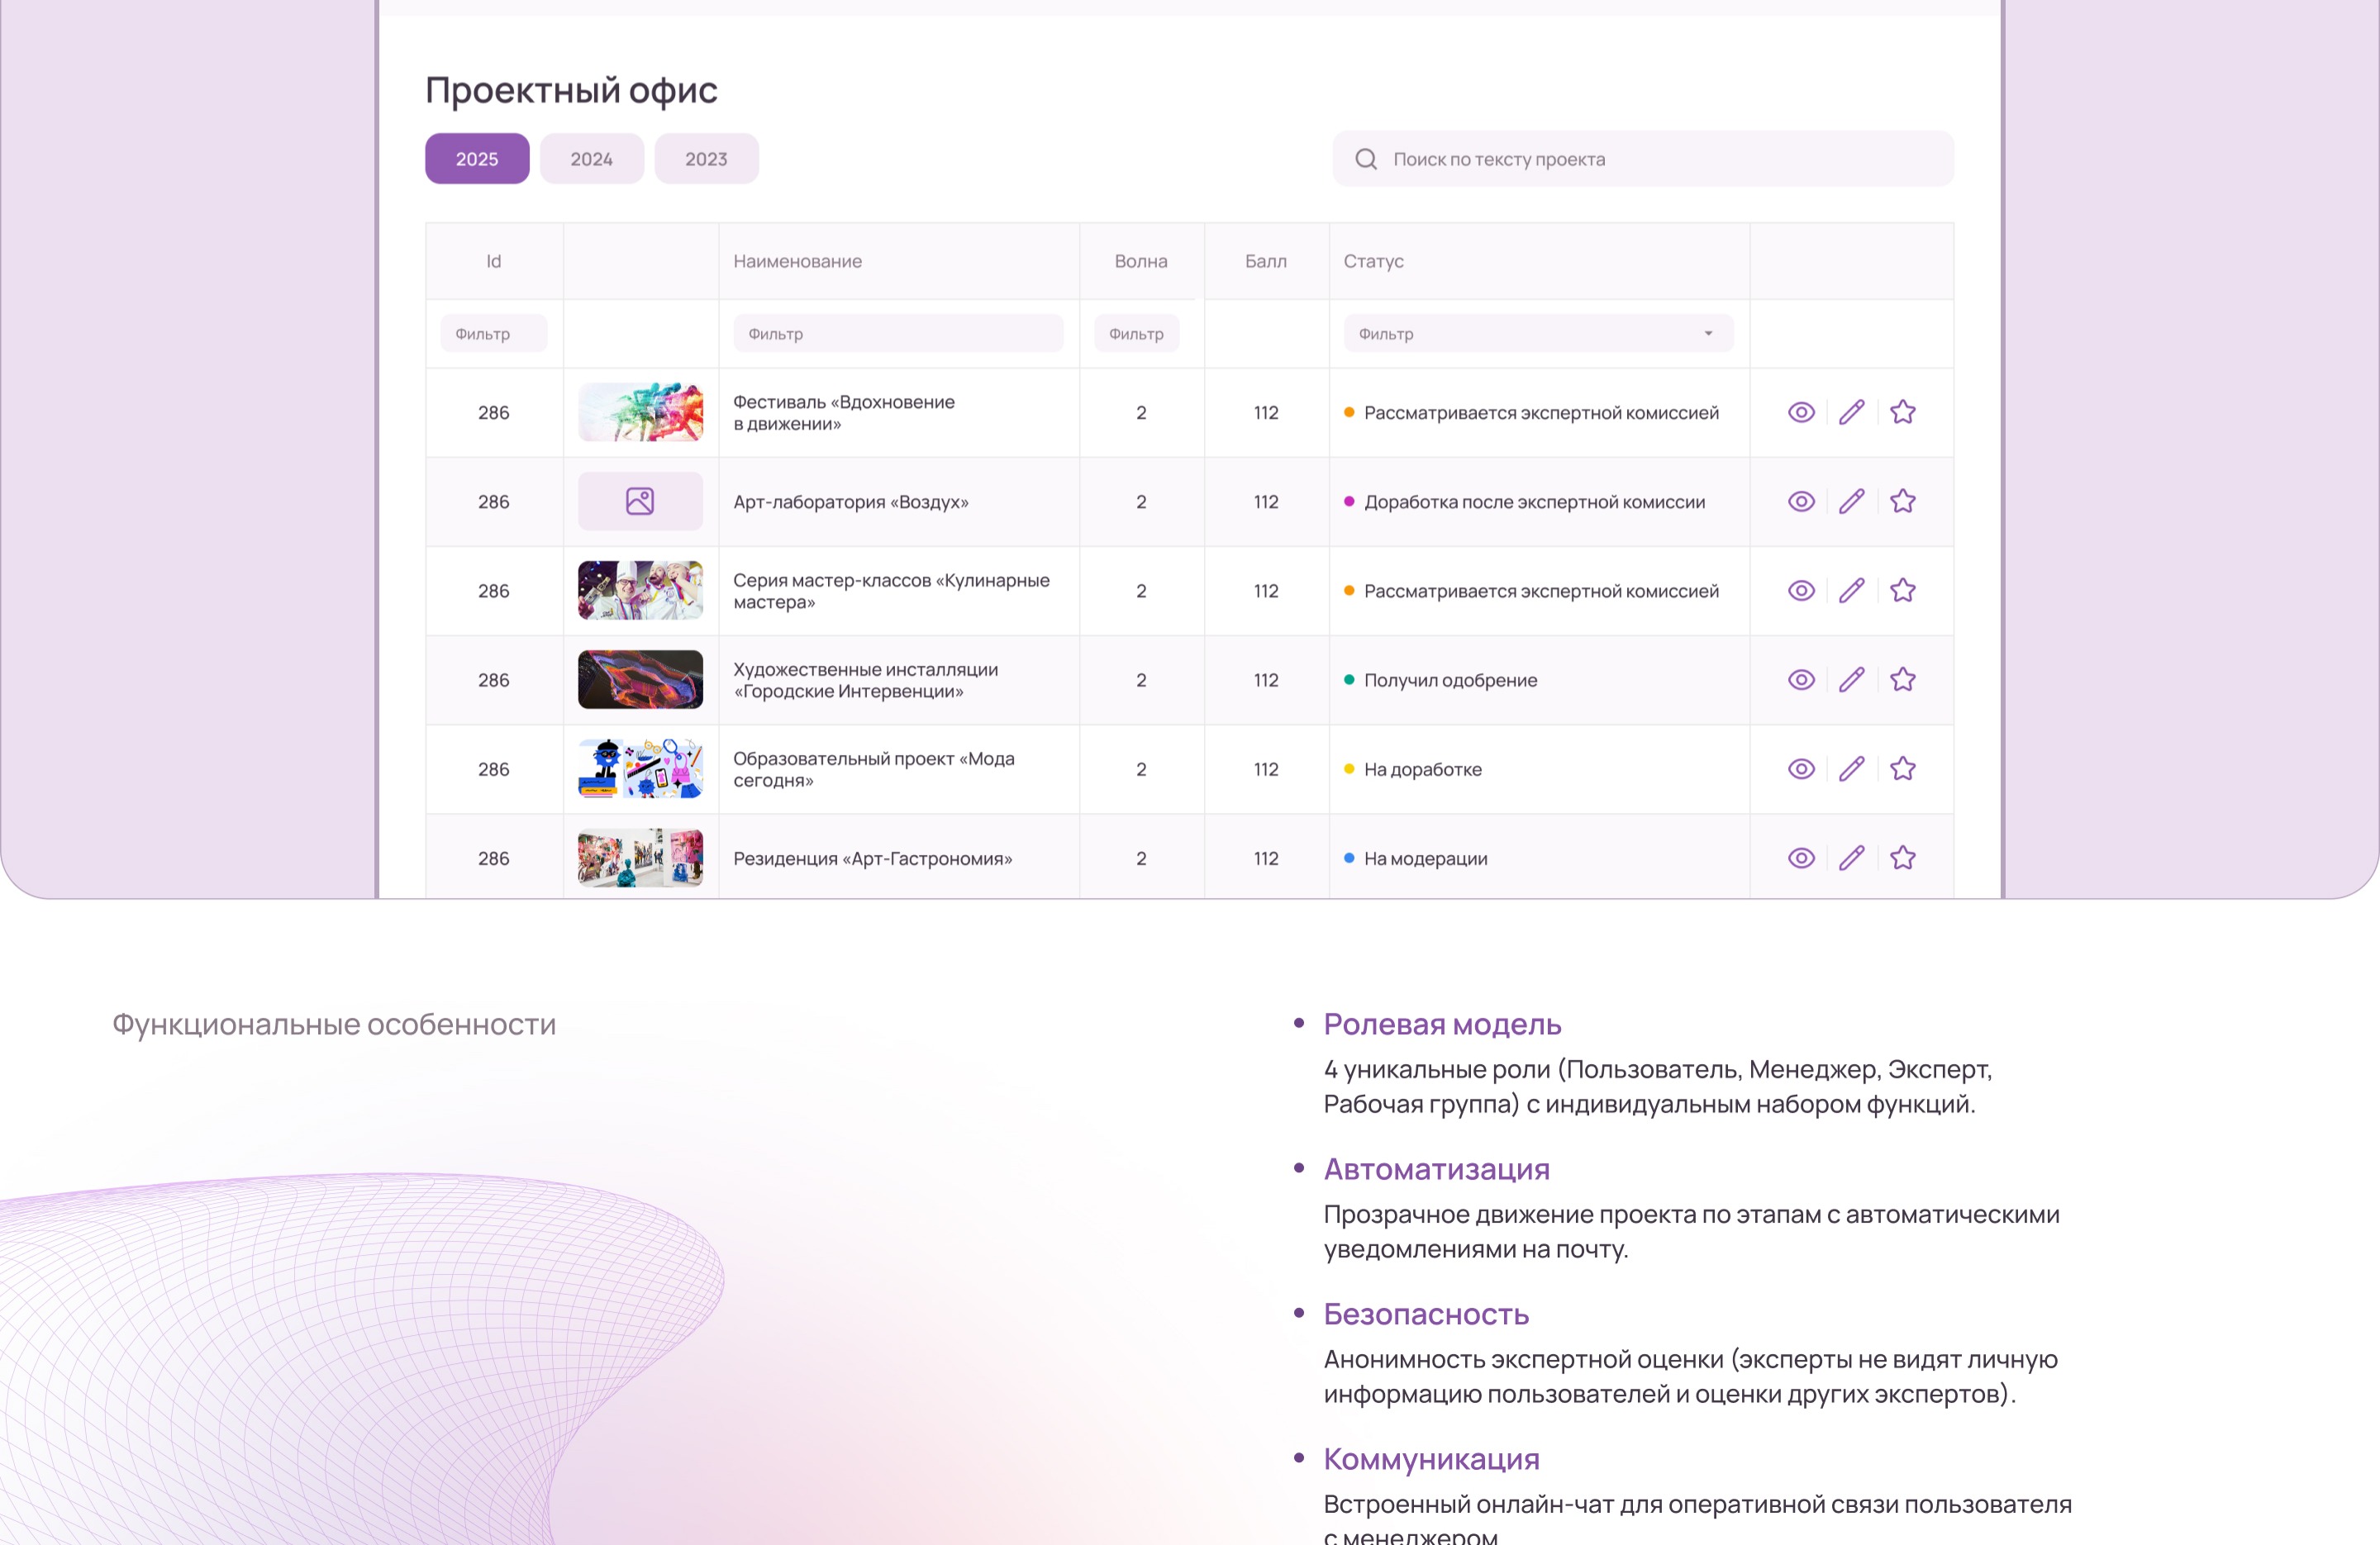 Проектный офис
2025 2024 2023 Поиск по тексту проекта
Id Наименование Волна Балл Статус
Фильтр Фильтр Фильтр Фильтр
286 Фестиваль «Вдохновение
в движении» 2 112 Рассматривается экспертной комиссией
286 Арт-лаборатория «Воздух» 2 112 Доработка после экспертной комиссии
286 Серия мастер-классов «Кулинарные
мастера» 2 112 Рассматривается экспертной комиссией
286 Художественные инсталляции
«Городские Интервенции» 2 112 Получил одобрение
286 Образовательный проект «Мода
сегодня» 2 112 На доработке
286 Резиденция «Арт-Гастрономия» 2 112 На модерации
Функциональные особенности
Ролевая модель
4 уникальные роли (Пользователь, Менеджер, Эксперт,
Рабочая группа) с индивидуальным набором функций.
Автоматизация
Прозрачное движение проекта по этапам с автоматическими
уведомлениями на почту.
Безопасность
Анонимность экспертной оценки (эксперты не видят личную
информацию пользователей и оценки других экспертов).
Коммуникация
Встроенный онлайн-чат для оперативной связи пользователя
с менеджером